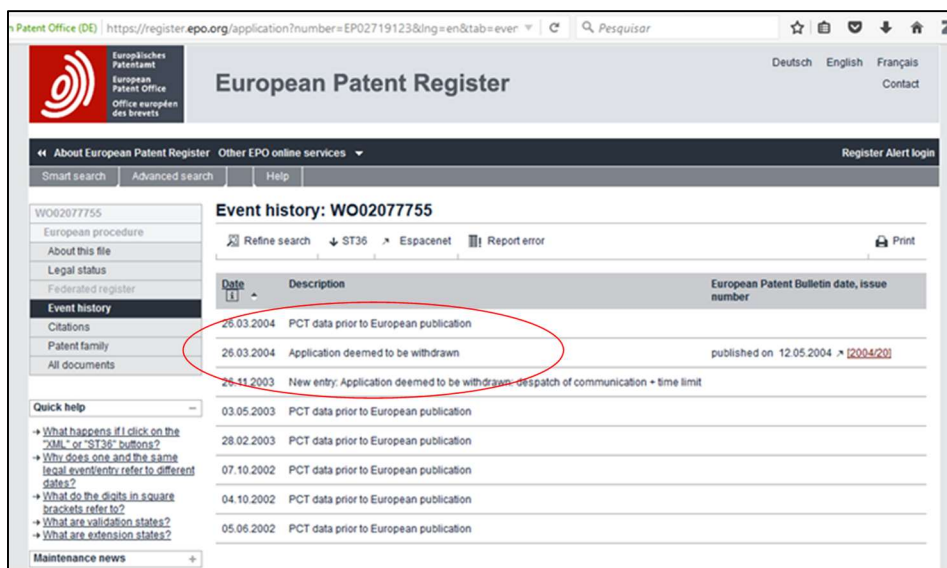 n Patent Office (DE) https://register.epo.org/application?number=EP02719123&lng=en&tab=ever Pesquisar
Europäisches
Patentamt
European
Patent Office
Office européen
des brevets
European Patent Register
Deutsch English Français
Contact
About European Patent Register Other EPO online services
Register Alert login
Smart search Advanced search Help
WO02077755
European procedure
About this file
Legal status
Federated register
Event history
Citations
Patent family
All documents
Quick help
What happens if I click on the
"XML" or "ST36" buttons?
Why does one and the same
legal event/entry refer to different
dates?
What do the digits in square
brackets refer to?
What are validation states?
What are extension states?
Maintenance news
Event history: WO02077755
Refine search ST36 Espacenet Report error Print
Date Description European Patent Bulletin date, issue
number
26.03.2004 PCT data prior to European publication
26.03.2004 Application deemed to be withdrawn published on 12.05.2004 [2004/20]
26.11.2003 New entry: Application deemed to be withdrawn: despatch of communication + time limit
03.05.2003 PCT data prior to European publication
28.02.2003 PCT data prior to European publication
07.10.2002 PCT data prior to European publication
04.10.2002 PCT data prior to European publication
05.06.2002 PCT data prior to European publication